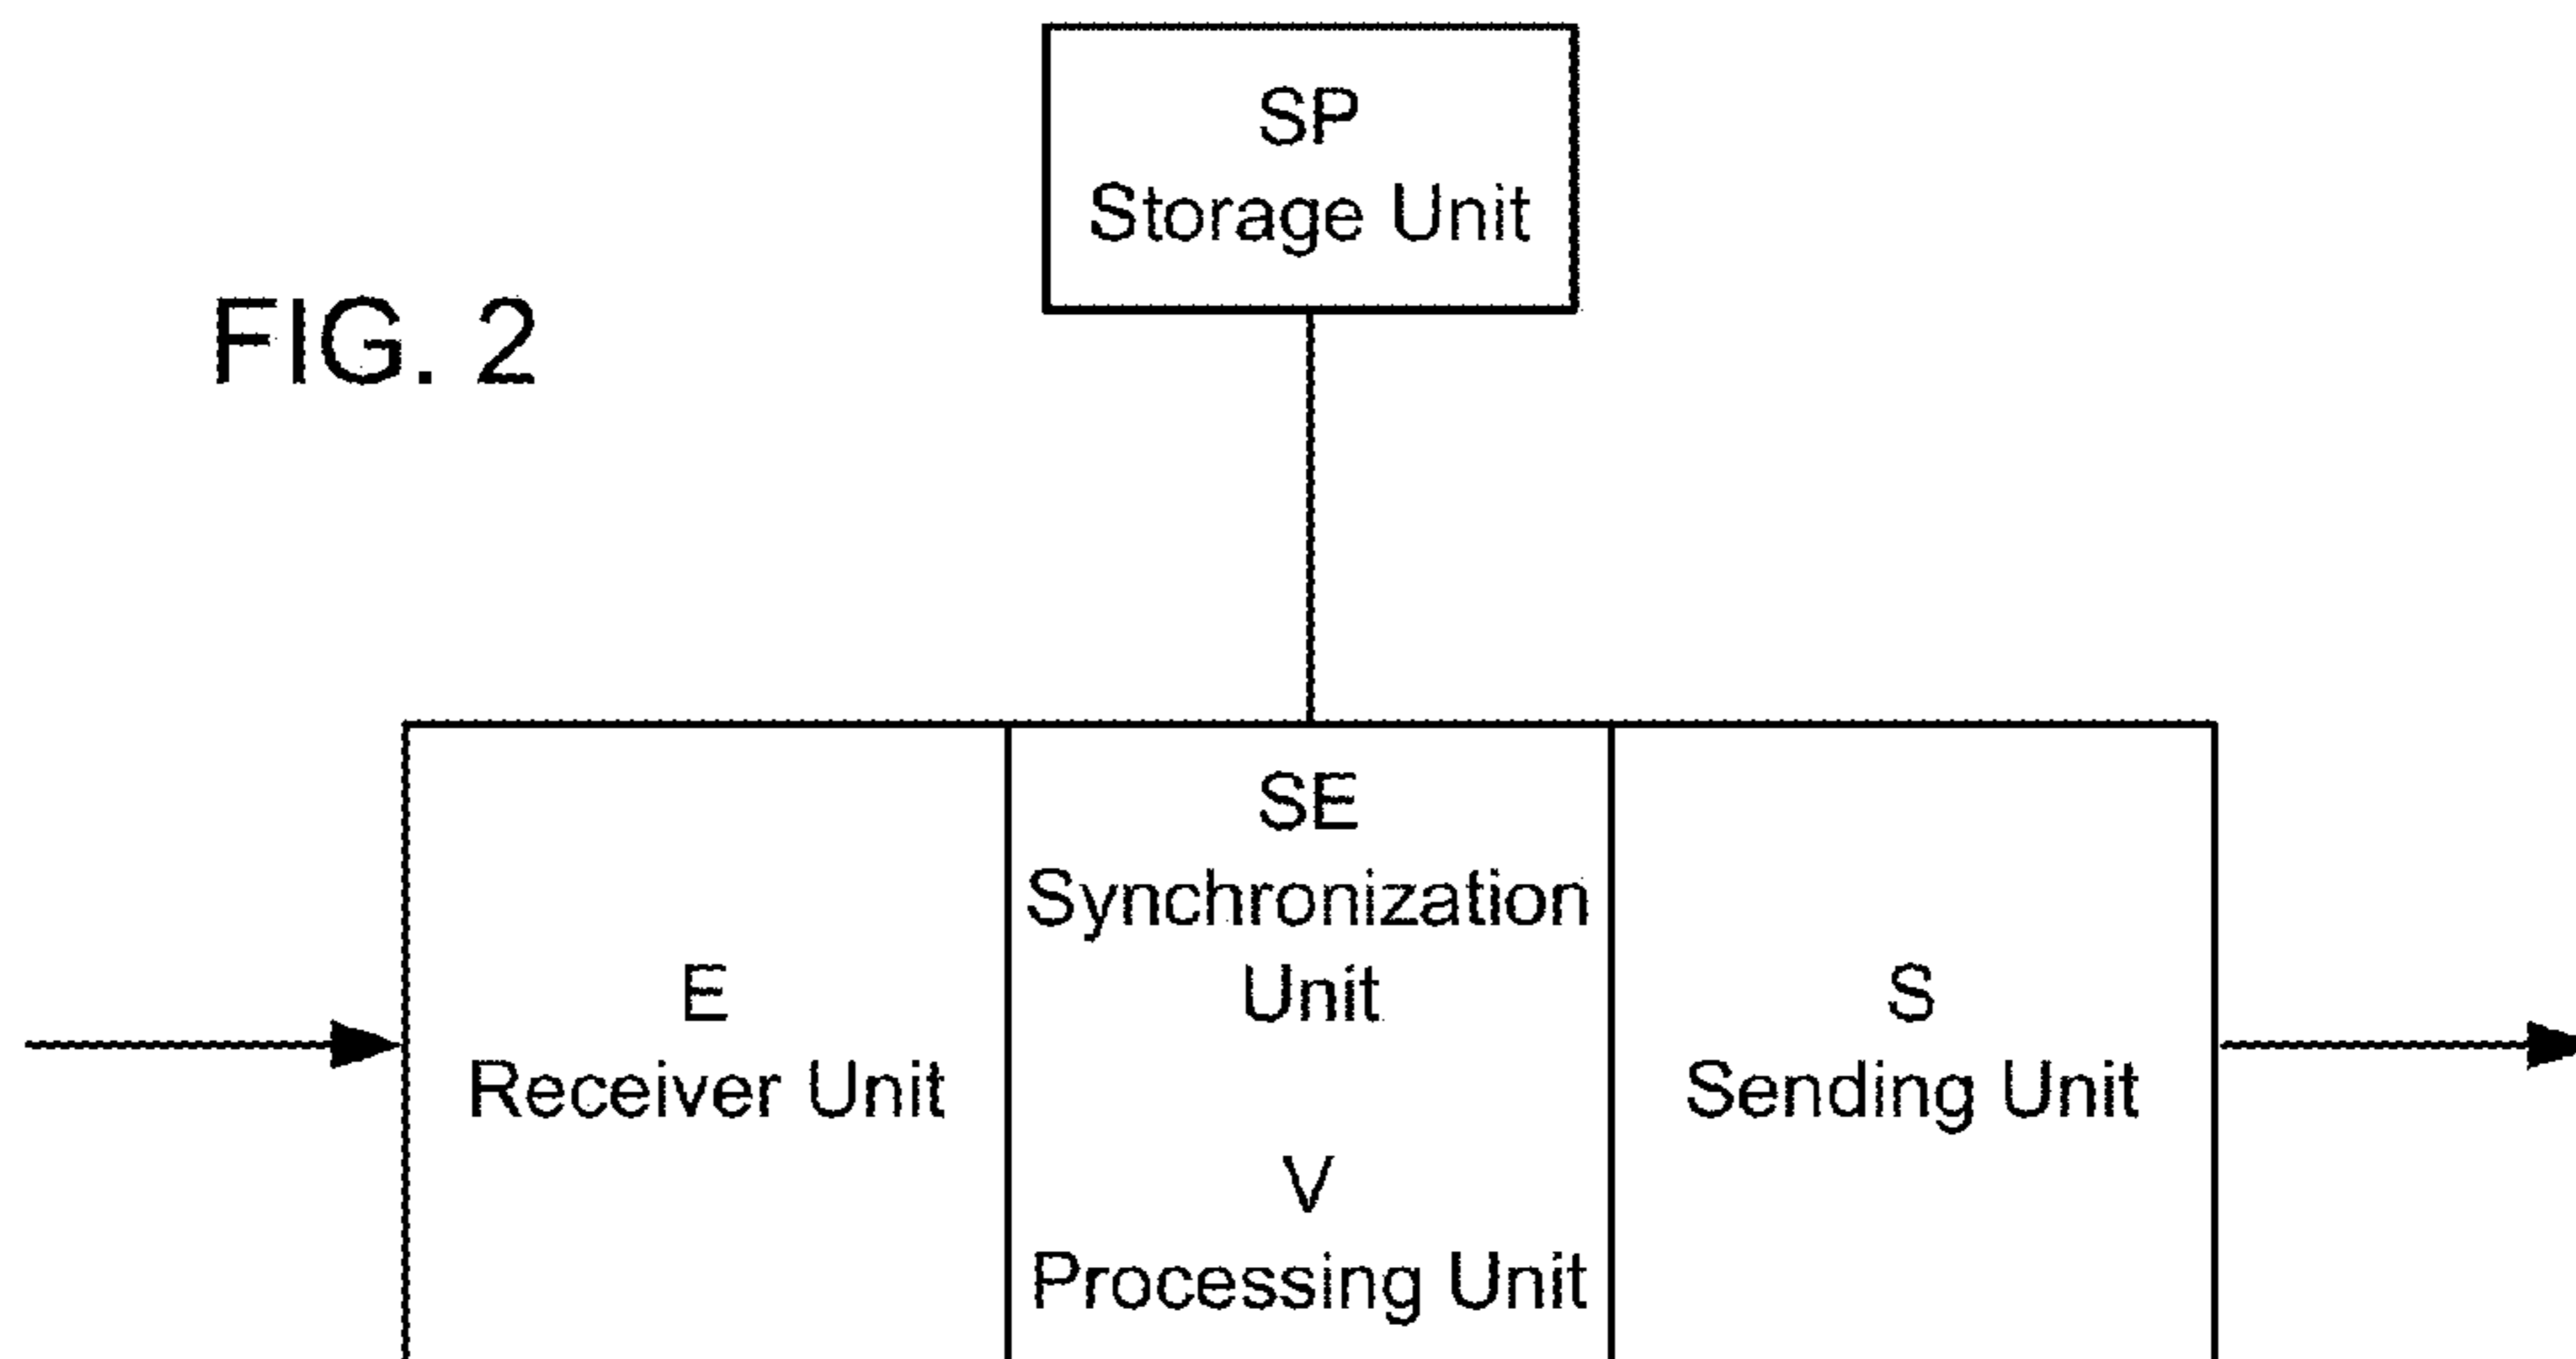 SP
Storage Unit
FIG. 2
SE
Synchronization
Unit
E
Receiver Unit
S
Sending Unit
V
Processing Unit